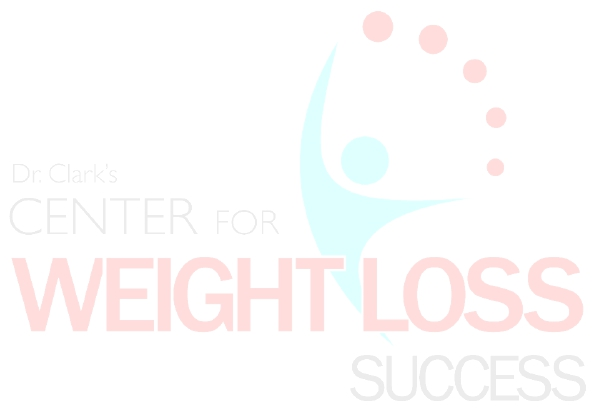 Dr. Clark's
CENTER FOR
WEIGHT LOSS
SUCCESS